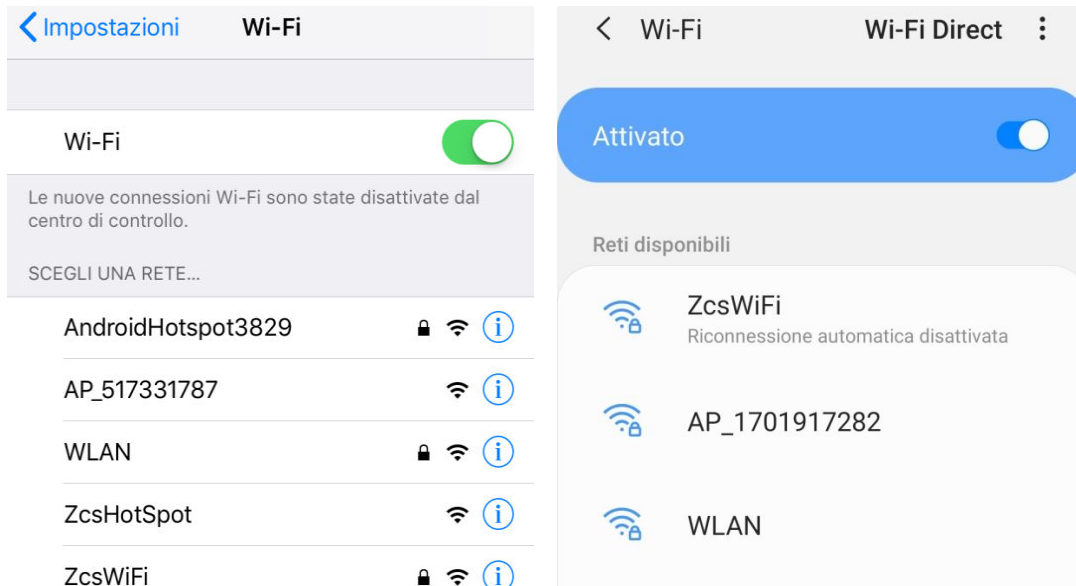 Impostazioni
Wi-Fi
Wi-Fi
Le nuove connessioni Wi-Fi sono state disattivate dal
centro di controllo.
SCEGLI UNA RETE...
AndroidHotspot3829
AP_517331787
WLAN
ZcsHotSpot
ZcsWiFi
Wi-Fi
Wi-Fi Direct
Attivato
Reti disponibili
ZcsWiFi
Riconnessione automatica disattivata
AP_1701917282
WLAN